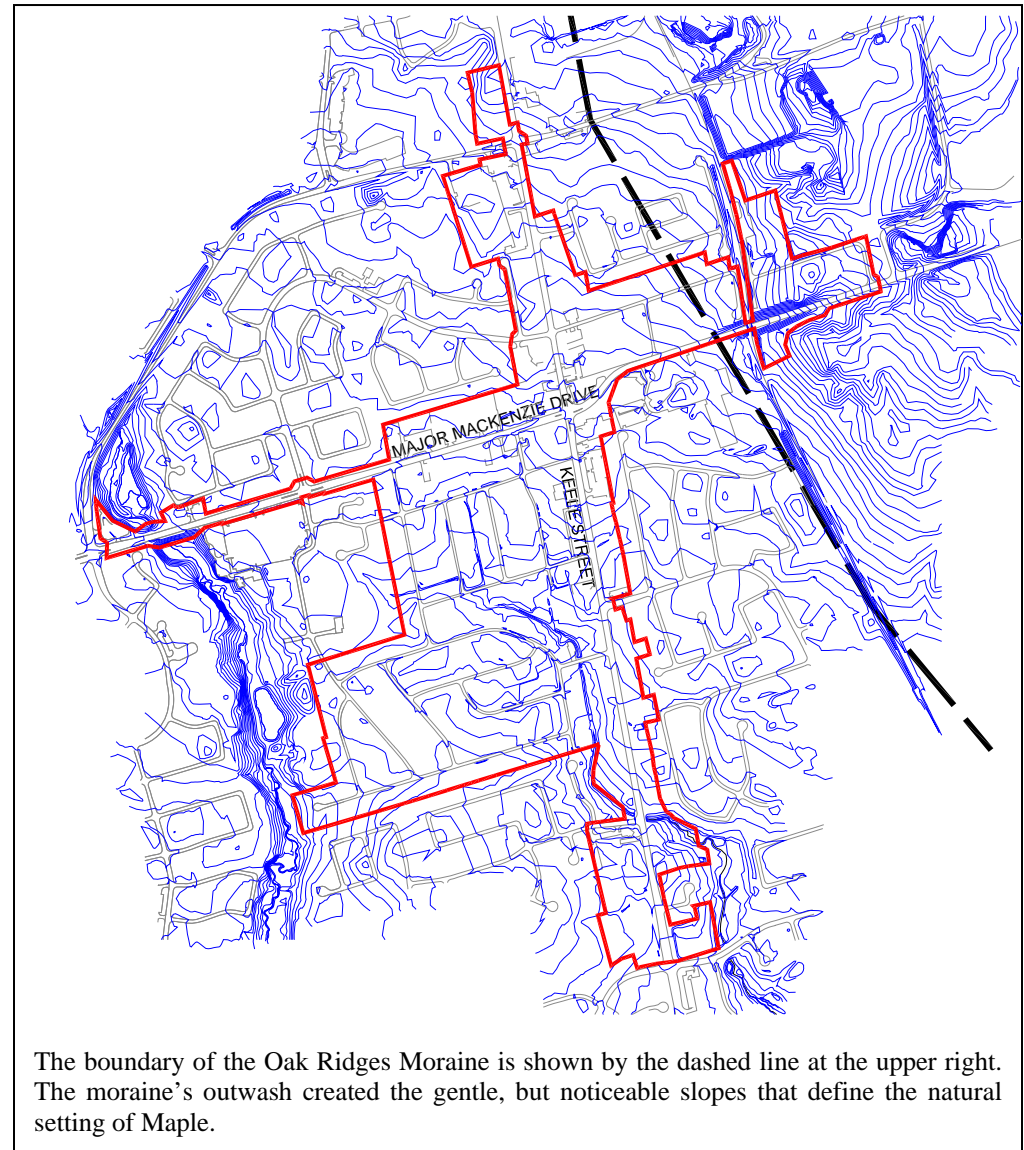 MAJOR MACKENZIE DRIVE
KEELE STREET
The boundary of the Oak Ridges Moraine is shown by the dashed line at the upper right.
The moraine's outwash created the gentle, but noticeable slopes that define the natural
setting of Maple.